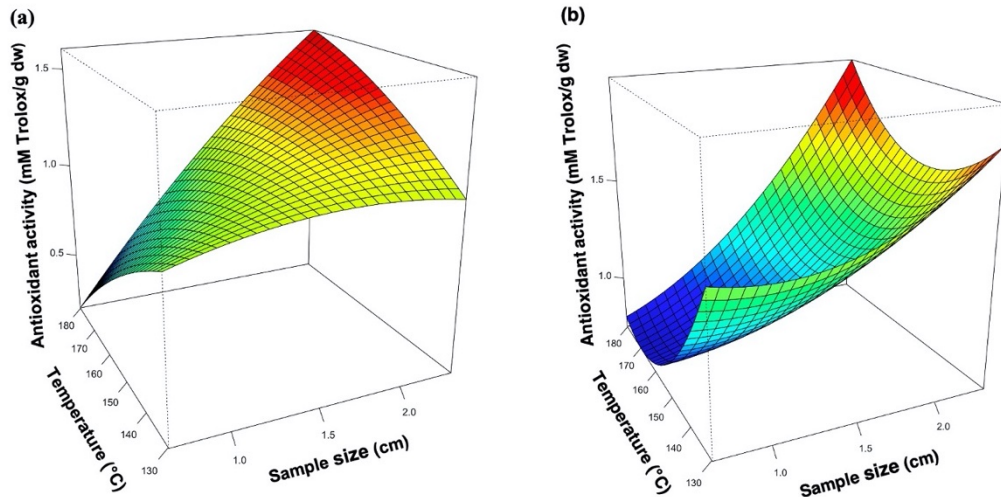 (a)
Antioxidant activity (mM Trolox/g dw)
1.5
1.0
0.5
180
170
160
150
140
130
Temperature (°C)
1.0
1.5
2.0
Sample size (cm)
(b)
Antioxidant activity (mM Trolox/g dw)
1.5
1.0
180
170
160
150
140
130
Temperature (°C)
1.0
1.5
2.0
Sample size (cm)